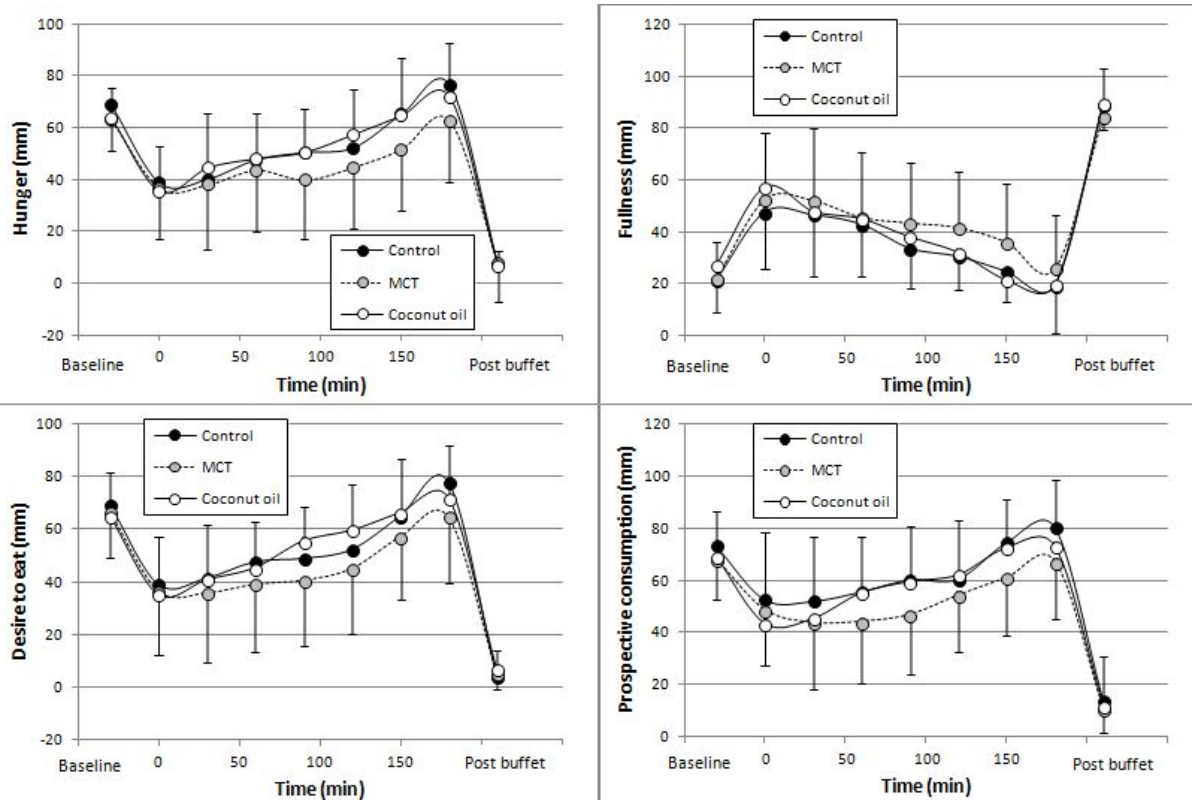 100
80
60
40
20
0
-20
Hunger (mm)
Control
MCT
Coconut oil
Baseline
0
50
100
150
Post buffet
Time (min)
120
100
80
60
40
20
0
Fullness (mm)
Control
MCT
Coconut oil
Baseline
0
50
100
150
Post buffet
Time (min)
100
80
60
40
20
0
-20
Desire to eat (mm)
Control
MCT
Coconut oil
Baseline
0
50
100
150
Post buffet
Time (min)
120
100
80
60
40
20
0
Prospective consumption (mm)
Control
MCT
Coconut oil
Baseline
0
50
100
150
Post buffet
Time (min)